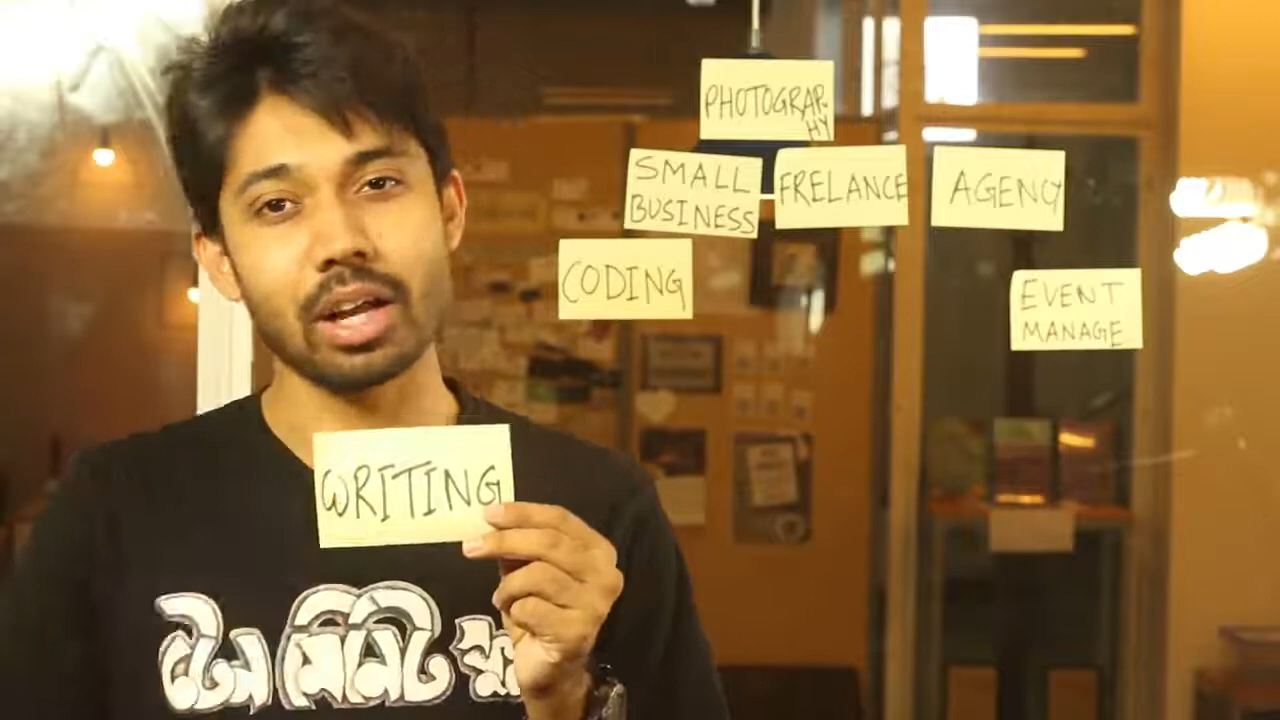 PHOTOGRAP-
HY
SMALL
BUSINESS
FRELANCE
AGENCY
CODING
EVENT
MANAGE
WRITING